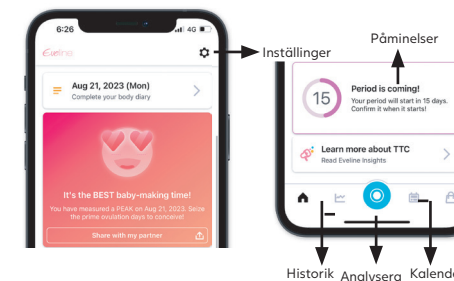 6:26
4G
Eveline
Inställinger
Aug 21, 2023 (Mon)
Complete your body diary
It's the BEST baby-making time!
You have measured a PEAK on Aug 21, 2023. Seize
the prime ovulation days to conceive!
Share with my partner
Påminelser
15
Period is coming!
Your period will start in 15 days.
Confirm it when it starts!
Learn more about TTC
Read Eveline Insights
Historik
Analysera
Kalende